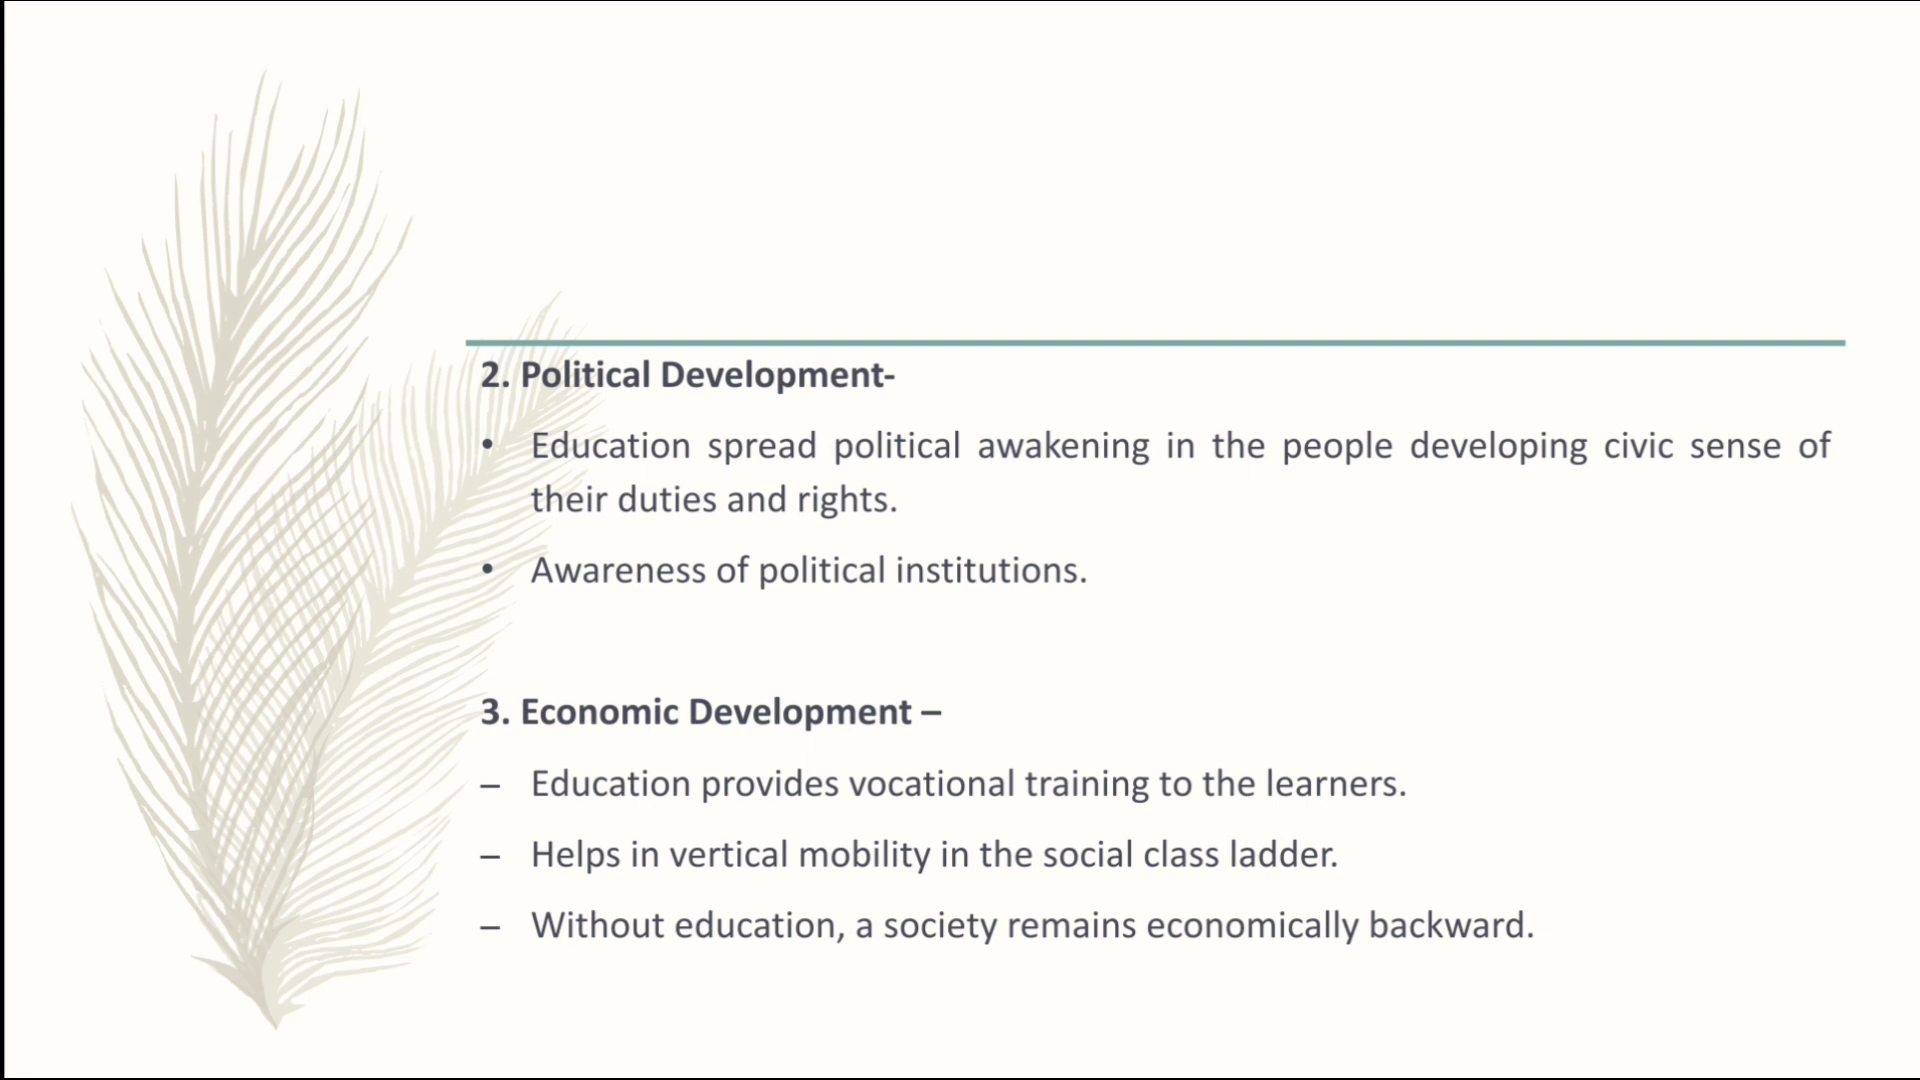 2. Political Development-
• Education spread political awakening in the people developing civic sense of
their duties and rights.
• Awareness of political institutions.
3. Economic Development –
– Education provides vocational training to the learners.
– Helps in vertical mobility in the social class ladder.
– Without education, a society remains economically backward.